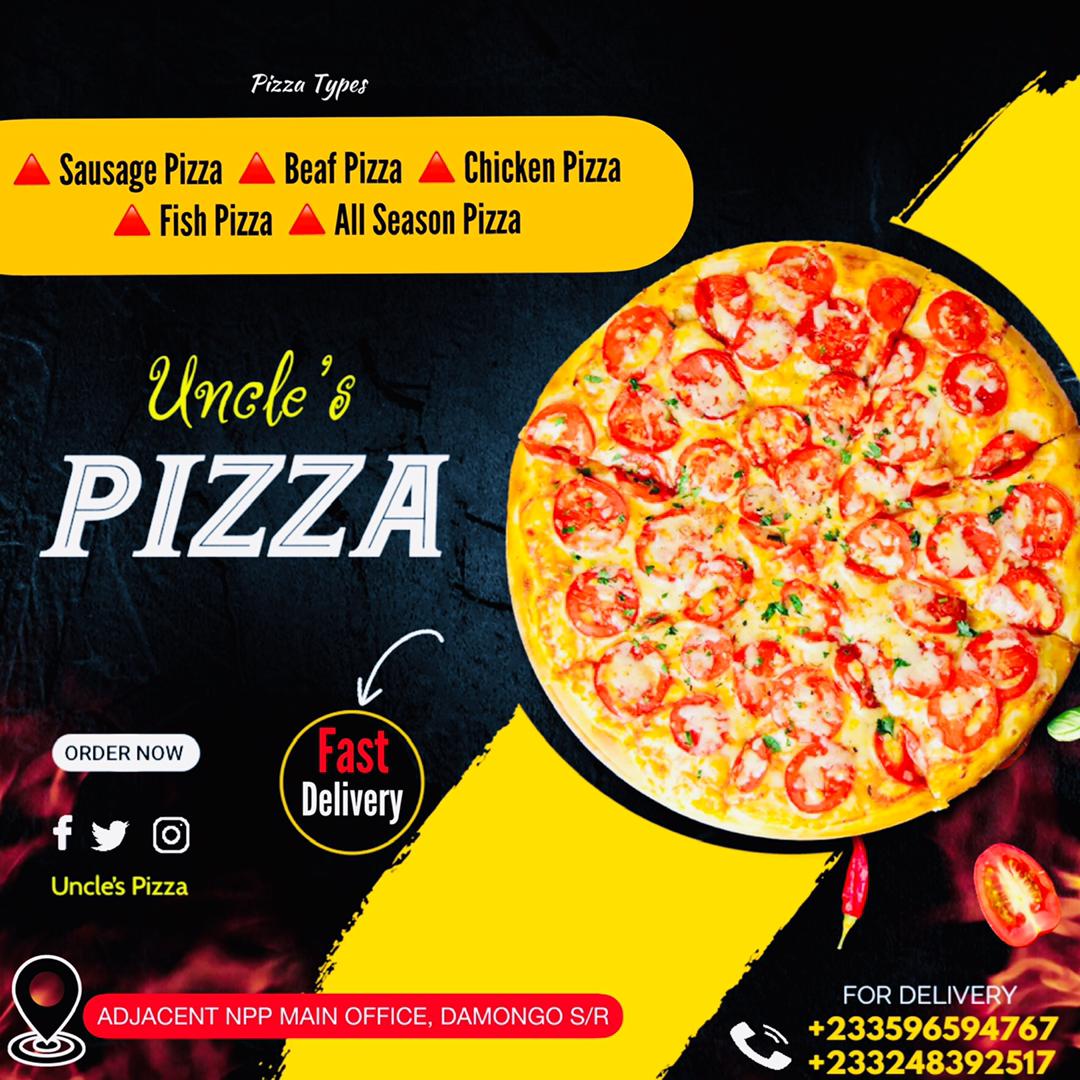 Pizza Types
Sausage Pizza Beaf Pizza Chicken Pizza
Fish Pizza All Season Pizza
Uncle's
PIZZA
Fast
Delivery
ORDER NOW
Uncle's Pizza
ADJACENT NPP MAIN OFFICE, DAMONGO S/R
FOR DELIVERY
+233596594767
+233248392517